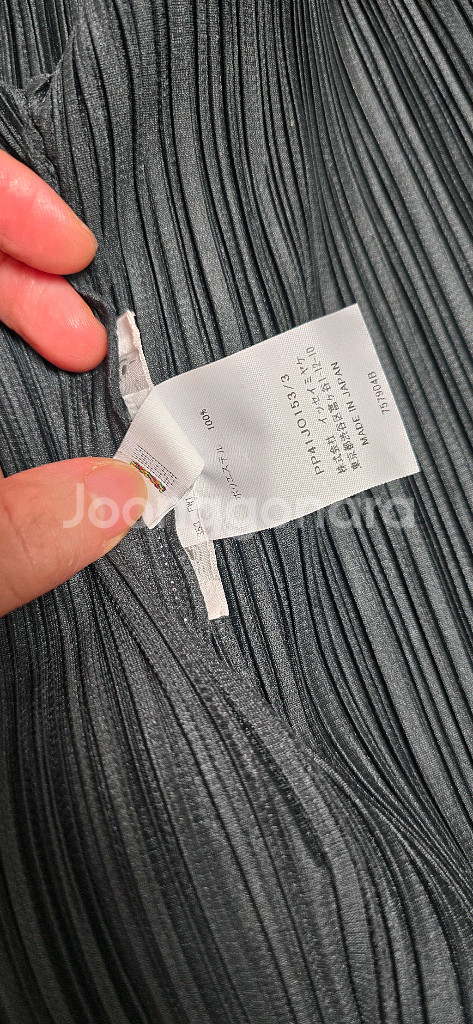 ポリエステル 100%
PP41JO153/3
株式会社 イッセイミヤケ
東京都渋谷区富ヶ谷1-12-10
MADE IN JAPAN
757904B
Joonggonara